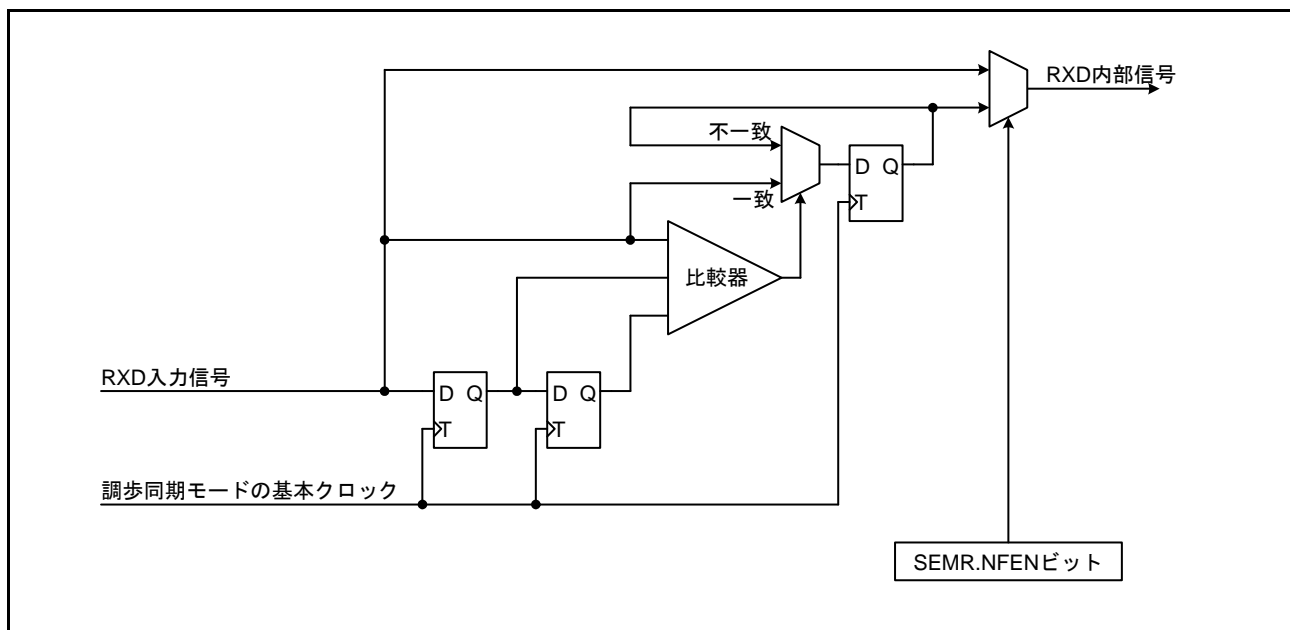 RXD内部信号
不一致
D Q
T
一致
比較器
RXD入力信号
D Q
T
D Q
T
調歩同期モードの基本クロック
SEMR.NFENビット